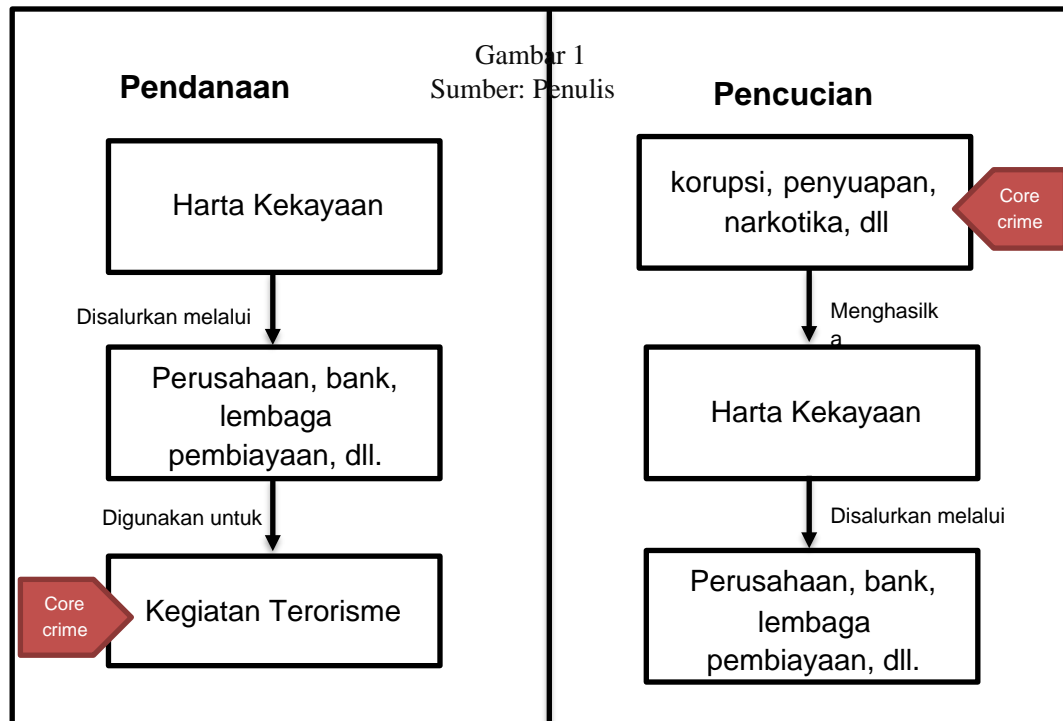 Gambar 1
Sumber: Penulis
Pendanaan
Harta Kekayaan
Disalurkan melalui
Perusahaan, bank,
lembaga
pembiayaan, dll.
Digunakan untuk
Core
crime
Kegiatan Terorisme
Pencucian
korupsi, penyuapan,
narkotika, dll
Core
crime
Menghasilk
a
Harta Kekayaan
Disalurkan melalui
Perusahaan, bank,
lembaga
pembiayaan, dll.